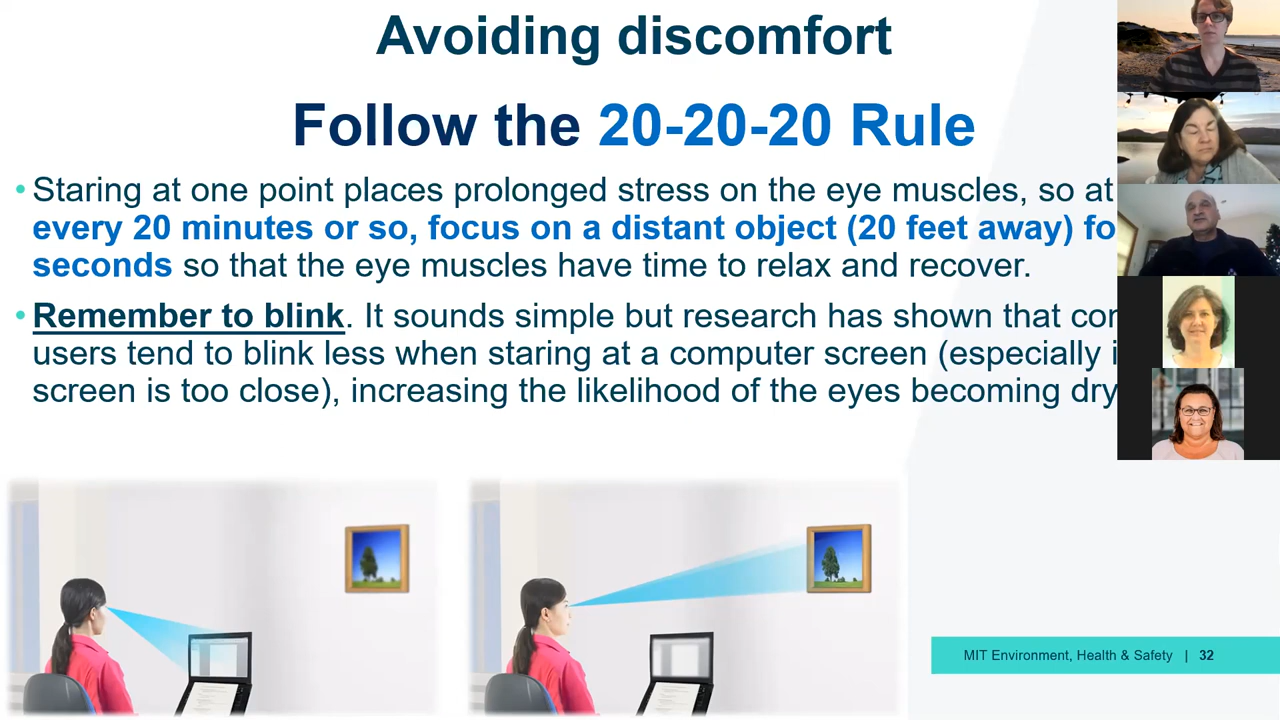 Avoiding discomfort
Follow the 20-20-20 Rule
• Staring at one point places prolonged stress on the eye muscles, so at
every 20 minutes or so, focus on a distant object (20 feet away) fo
seconds so that the eye muscles have time to relax and recover.
• Remember to blink. It sounds simple but research has shown that
users tend to blink less when staring at a computer screen (especially
screen is too close), increasing the likelihood of the eyes becoming dry
MIT Environment, Health & Safety | 32